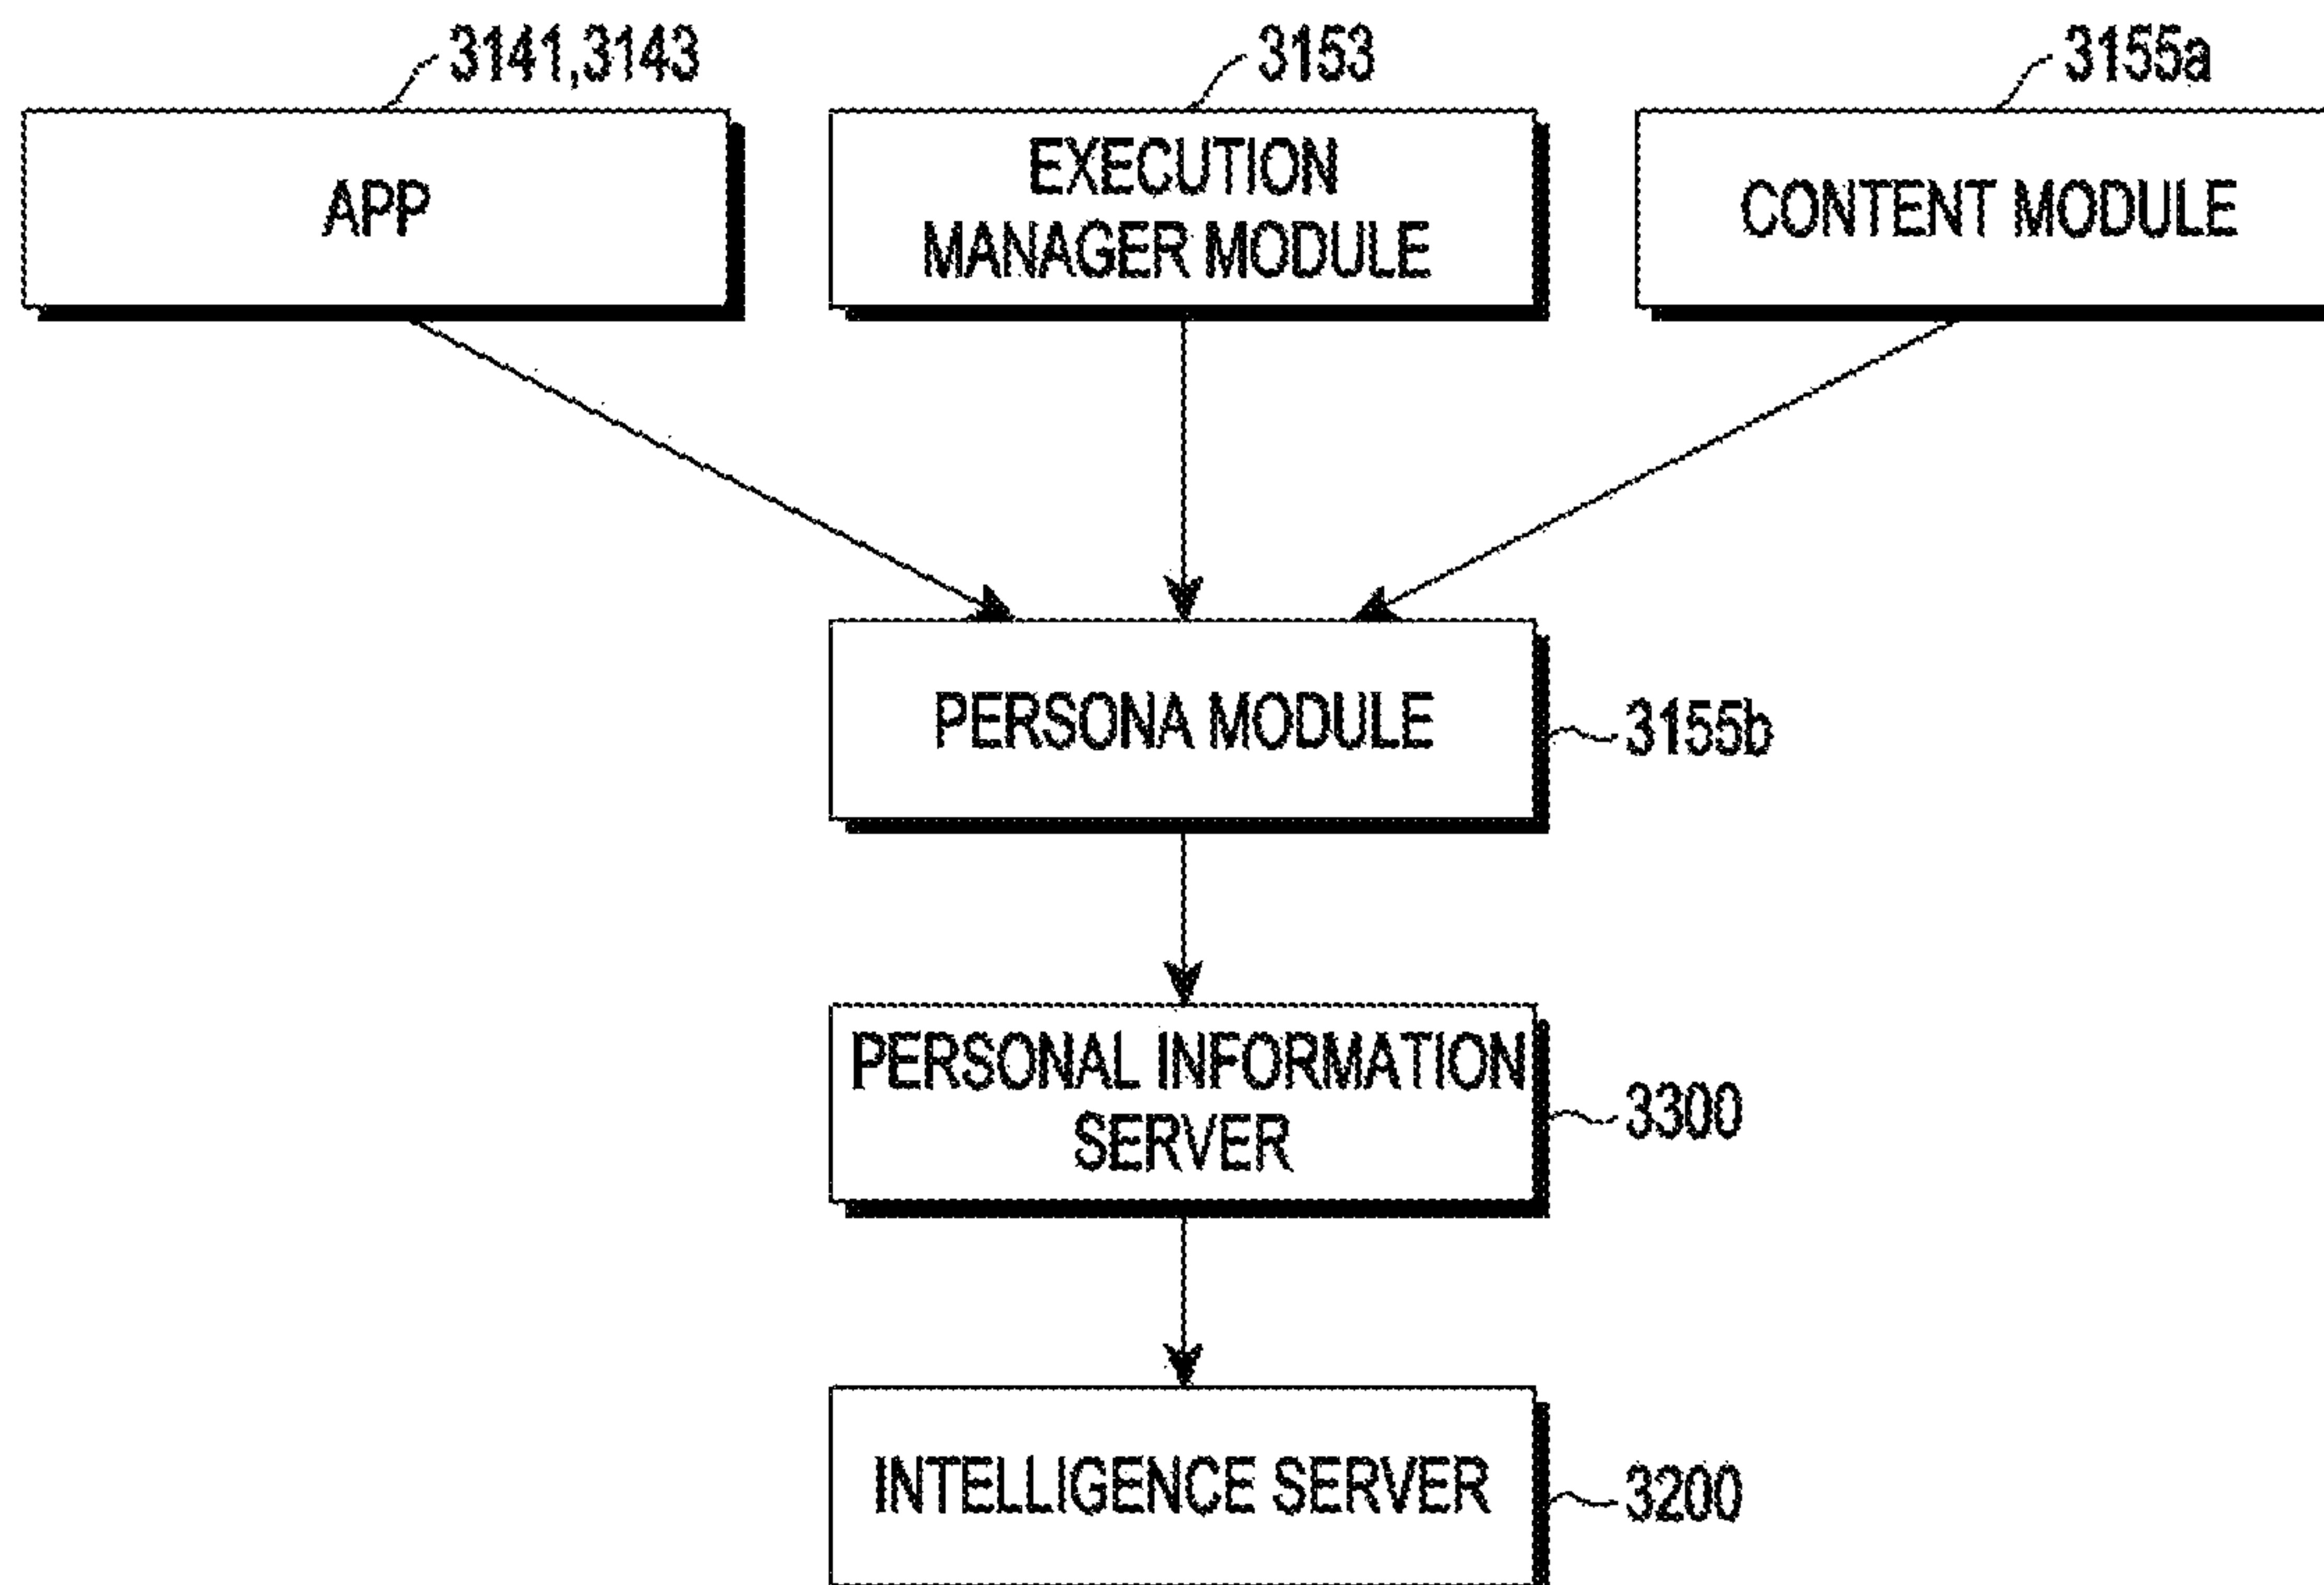 3141,3143
3153
3155a
APP
EXECUTION
MANAGER MODULE
CONTENT MODULE
PERSONA MODULE
3155b
PERSONAL INFORMATION
SERVER
3300
INTELLIGENCE SERVER
3200